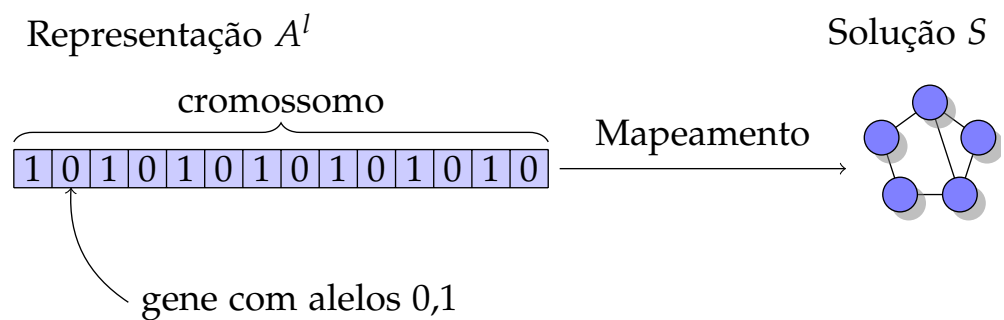 Representação A^l
Solução S
cromossomo
Mapeamento
1 0 1 0 1 0 1 0 1 0 1 0 1 0
gene com alelos 0,1